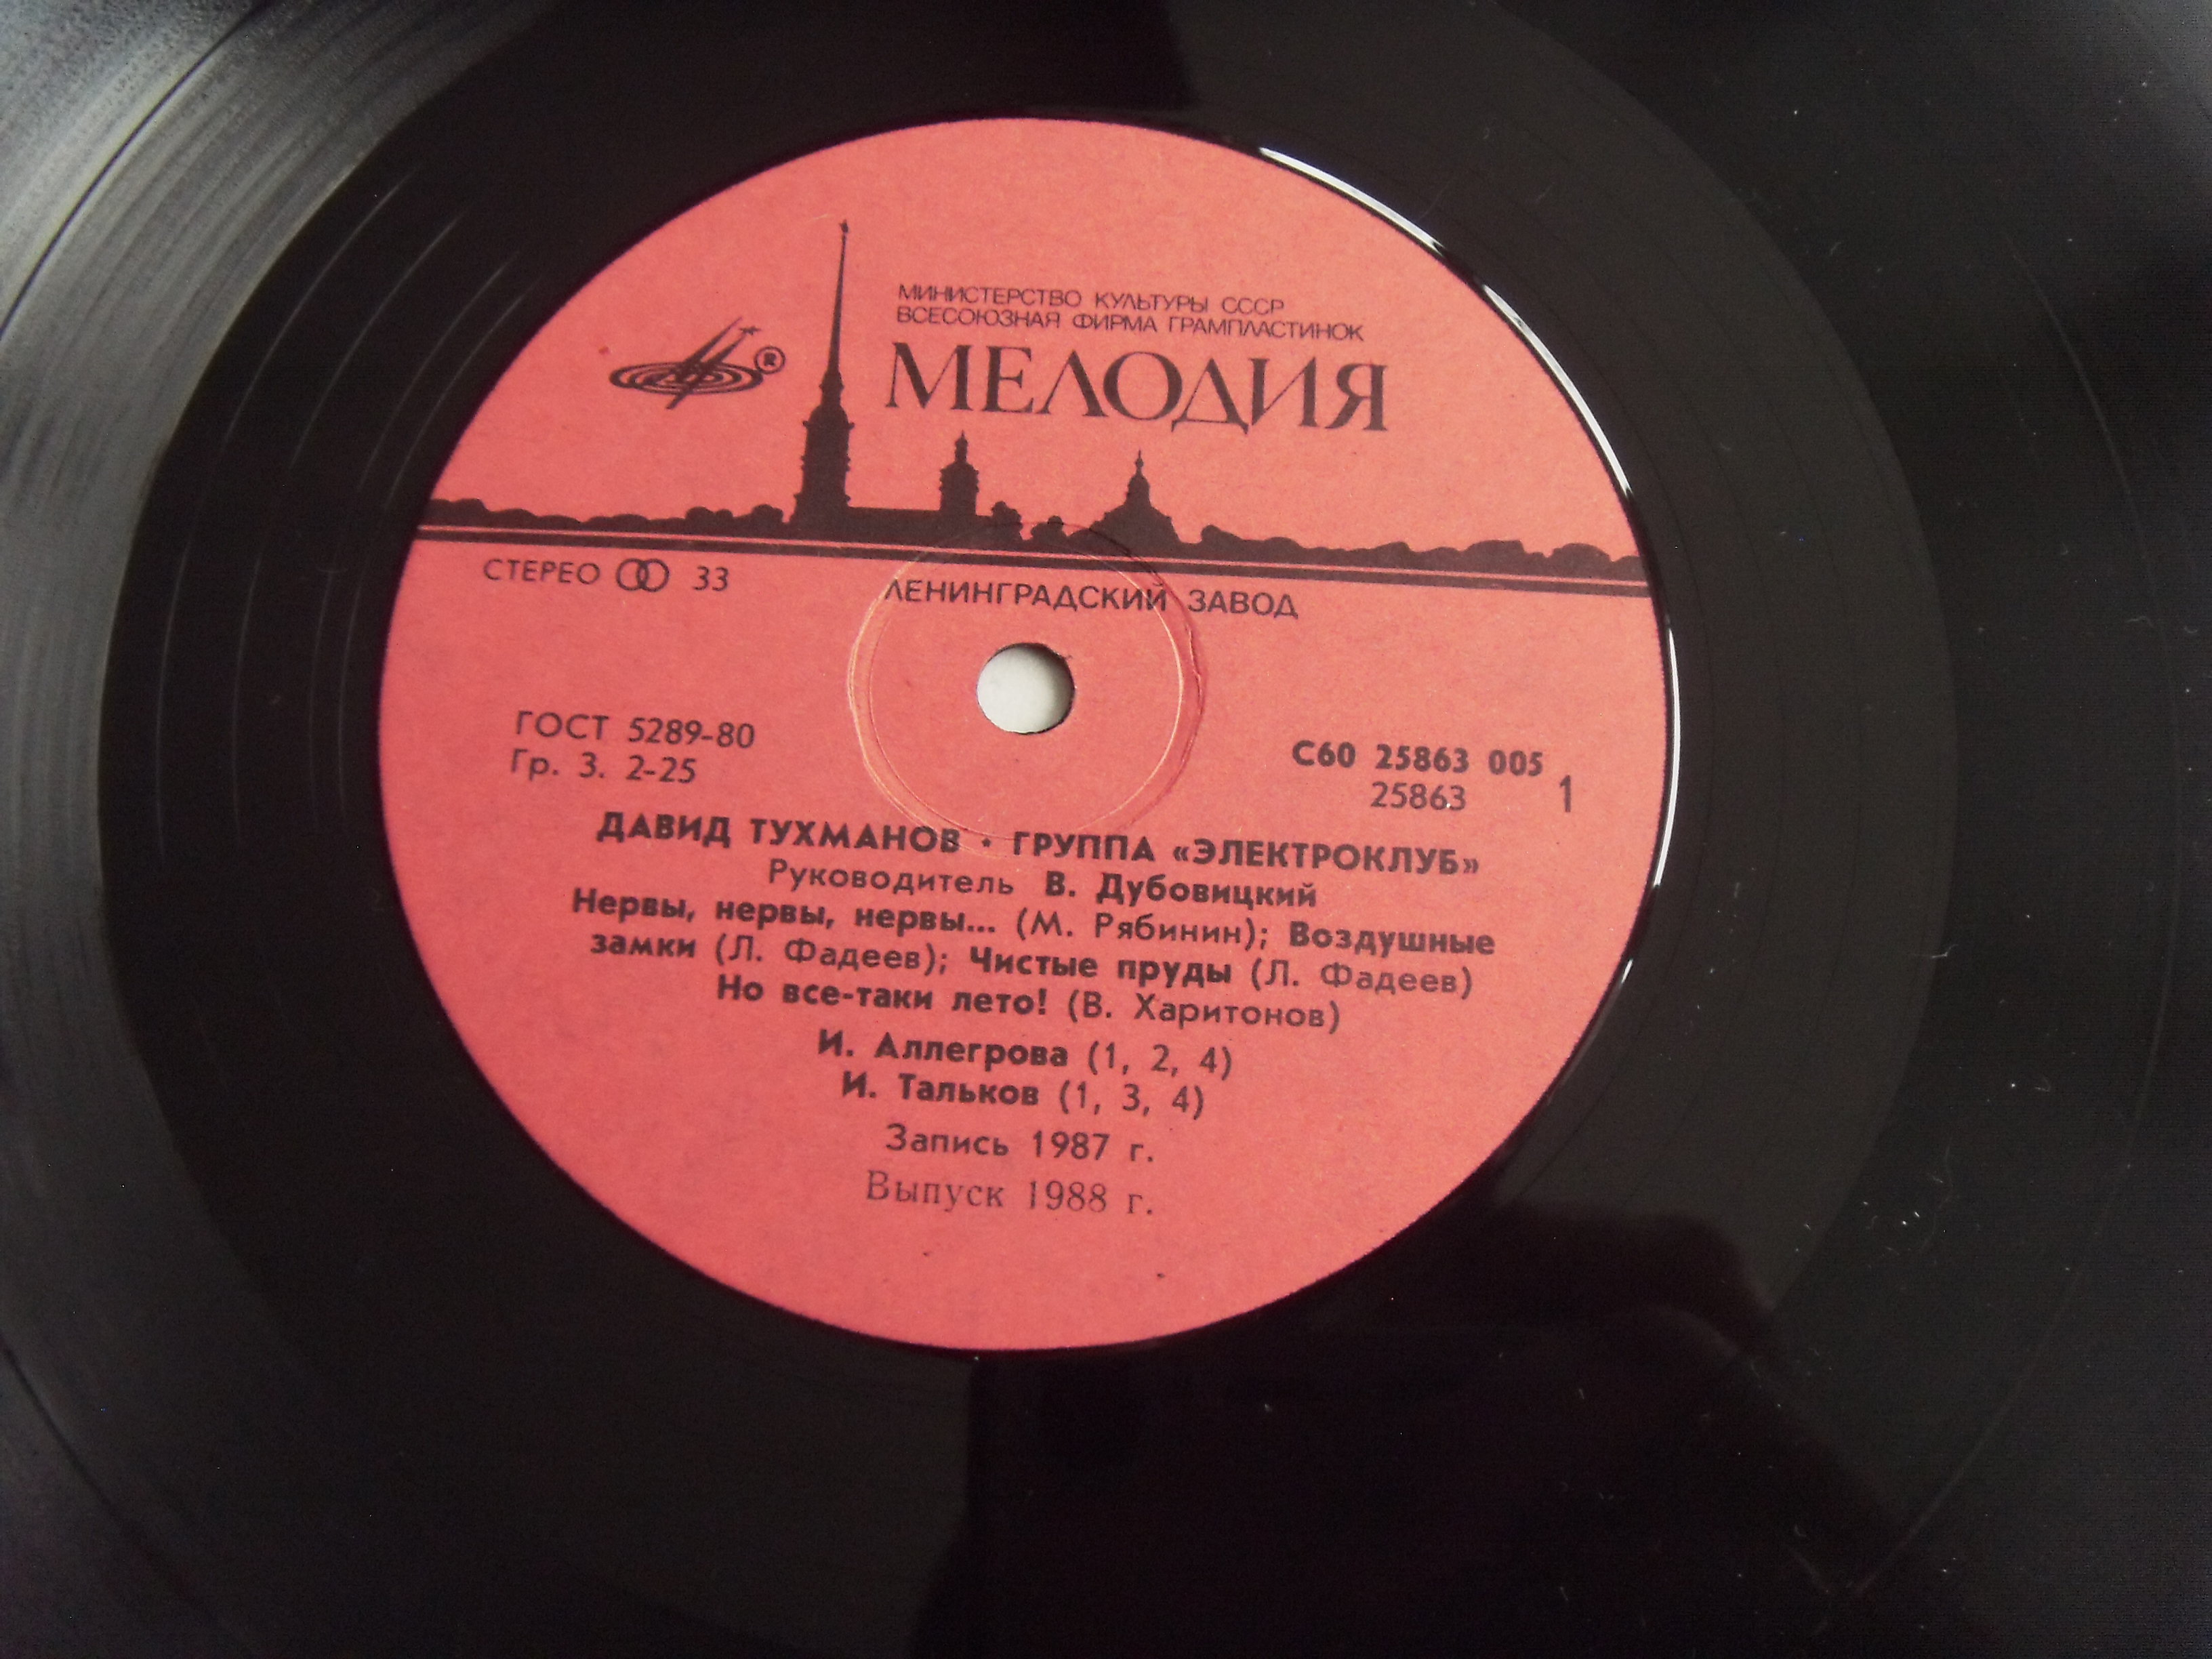 МИНИСТЕРСТВО КУЛЬТУРЫ СССР
ВСЕСОЮЗНАЯ ФИРМА ГРАМПЛАСТИНОК
®
МЕЛОДИЯ
СТЕРЕО 33
ЛЕНИНГРАДСКИЙ ЗАВОД
ГОСТ 5289-80
Гр. 3. 2-25
С60 25863 005
25863 1
ДАВИД ТУХМАНОВ · ГРУППА «ЭЛЕКТРОКЛУБ»
Руководитель В. Дубовицкий
Нервы, нервы, нервы... (М. Рябинин); Воздушные
замки (Л. Фадеев); Чистые пруды (Л. Фадеев)
Но все-таки лето! (В. Харитонов)
И. Аллегрова (1, 2, 4)
И. Тальков (1, 3, 4)
Запись 1987 г.
Выпуск 1988 г.